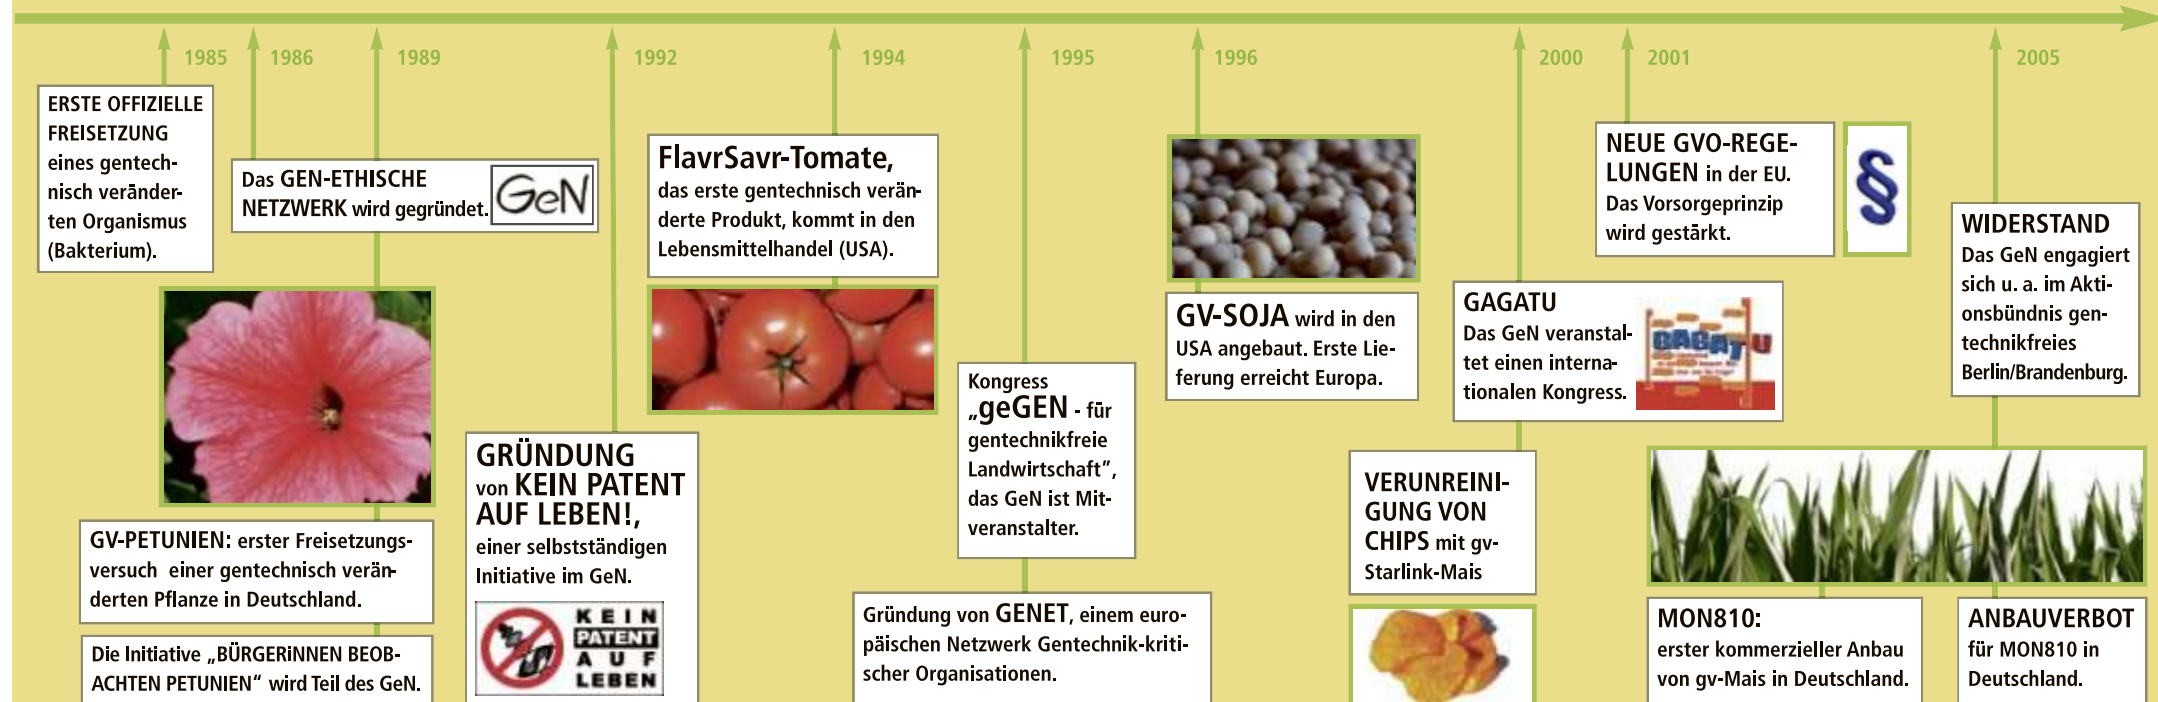 1985
1986
1989
1992
1994
1995
1996
2000
2001
2005
ERSTE OFFIZIELLE
FREISETZUNG
eines gentech-
nisch veränder-
ten Organismus
(Bakterium).
Das GEN-ETHISCHE
NETZWERK wird gegründet.
GeN
GV-PETUNIEN: erster Freisetzungs-
versuch einer gentechnisch verän-
derten Pflanze in Deutschland.
Die Initiative „BÜRGERiNNEN BEOB-
ACHTEN PETUNIEN“ wird Teil des GeN.
GRÜNDUNG
von KEIN PATENT
AUF LEBEN!,
einer selbstständigen
Initiative im GeN.
KEIN
PATENT
AUF
LEBEN
FlavrSavr-Tomate,
das erste gentechnisch verän-
derte Produkt, kommt in den
Lebensmittelhandel (USA).
Kongress
„geGEN - für
gentechnikfreie
Landwirtschaft“,
das GeN ist Mit-
veranstalter.
Gründung von GENET, einem euro-
päischen Netzwerk Gentechnik-kriti-
scher Organisationen.
GV-SOJA wird in den
USA angebaut. Erste Lie-
ferung erreicht Europa.
GAGATU
Das GeN veranstal-
tet einen interna-
tionalen Kongress.
GAGATU
VERUNREINI-
GUNG VON
CHIPS mit gv-
Starlink-Mais
NEUE GVO-REGE-
LUNGEN in der EU.
Das Vorsorgeprinzip
wird gestärkt.
§
WIDERSTAND
Das GeN engagiert
sich u. a. im Akti-
onsbündnis gen-
technikfreies
Berlin/Brandenburg.
MON810:
erster kommerzieller Anbau
von gv-Mais in Deutschland.
ANBAUVERBOT
für MON810 in
Deutschland.